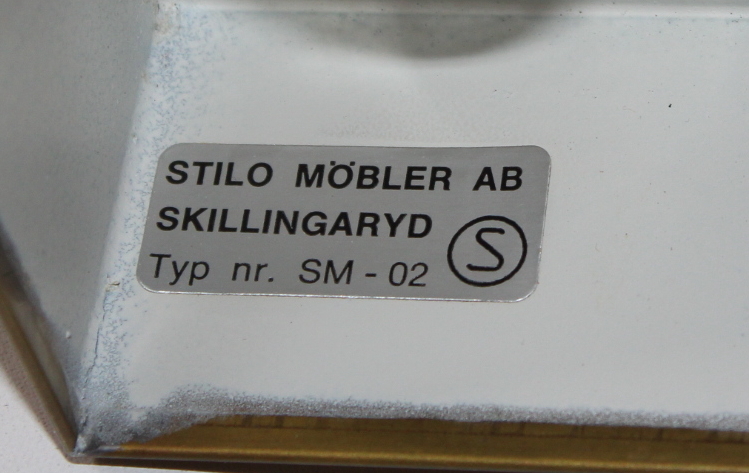 STILO MÖBLER AB
SKILLINGARYD
Typ nr. SM - 02 S